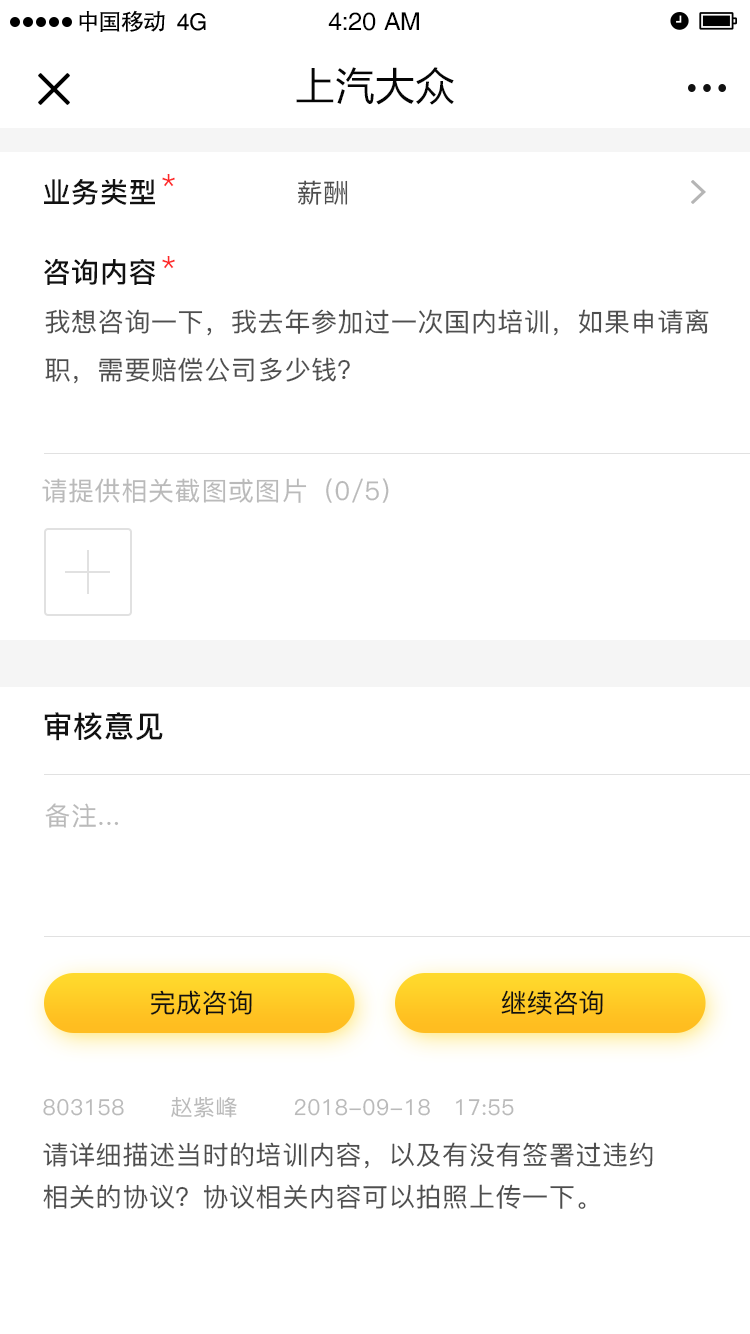 ●●●●●中国移动 4G 4:20 AM
上汽大众
业务类型* 薪酬
咨询内容*
我想咨询一下，我去年参加过一次国内培训，如果申请离
职，需要赔偿公司多少钱?
请提供相关截图或图片（0/5）
审核意见
备注...
完成咨询 继续咨询
803158 赵紫峰 2018-09-18 17:55
请详细描述当时的培训内容，以及有没有签署过违约
相关的协议？协议相关内容可以拍照上传一下。